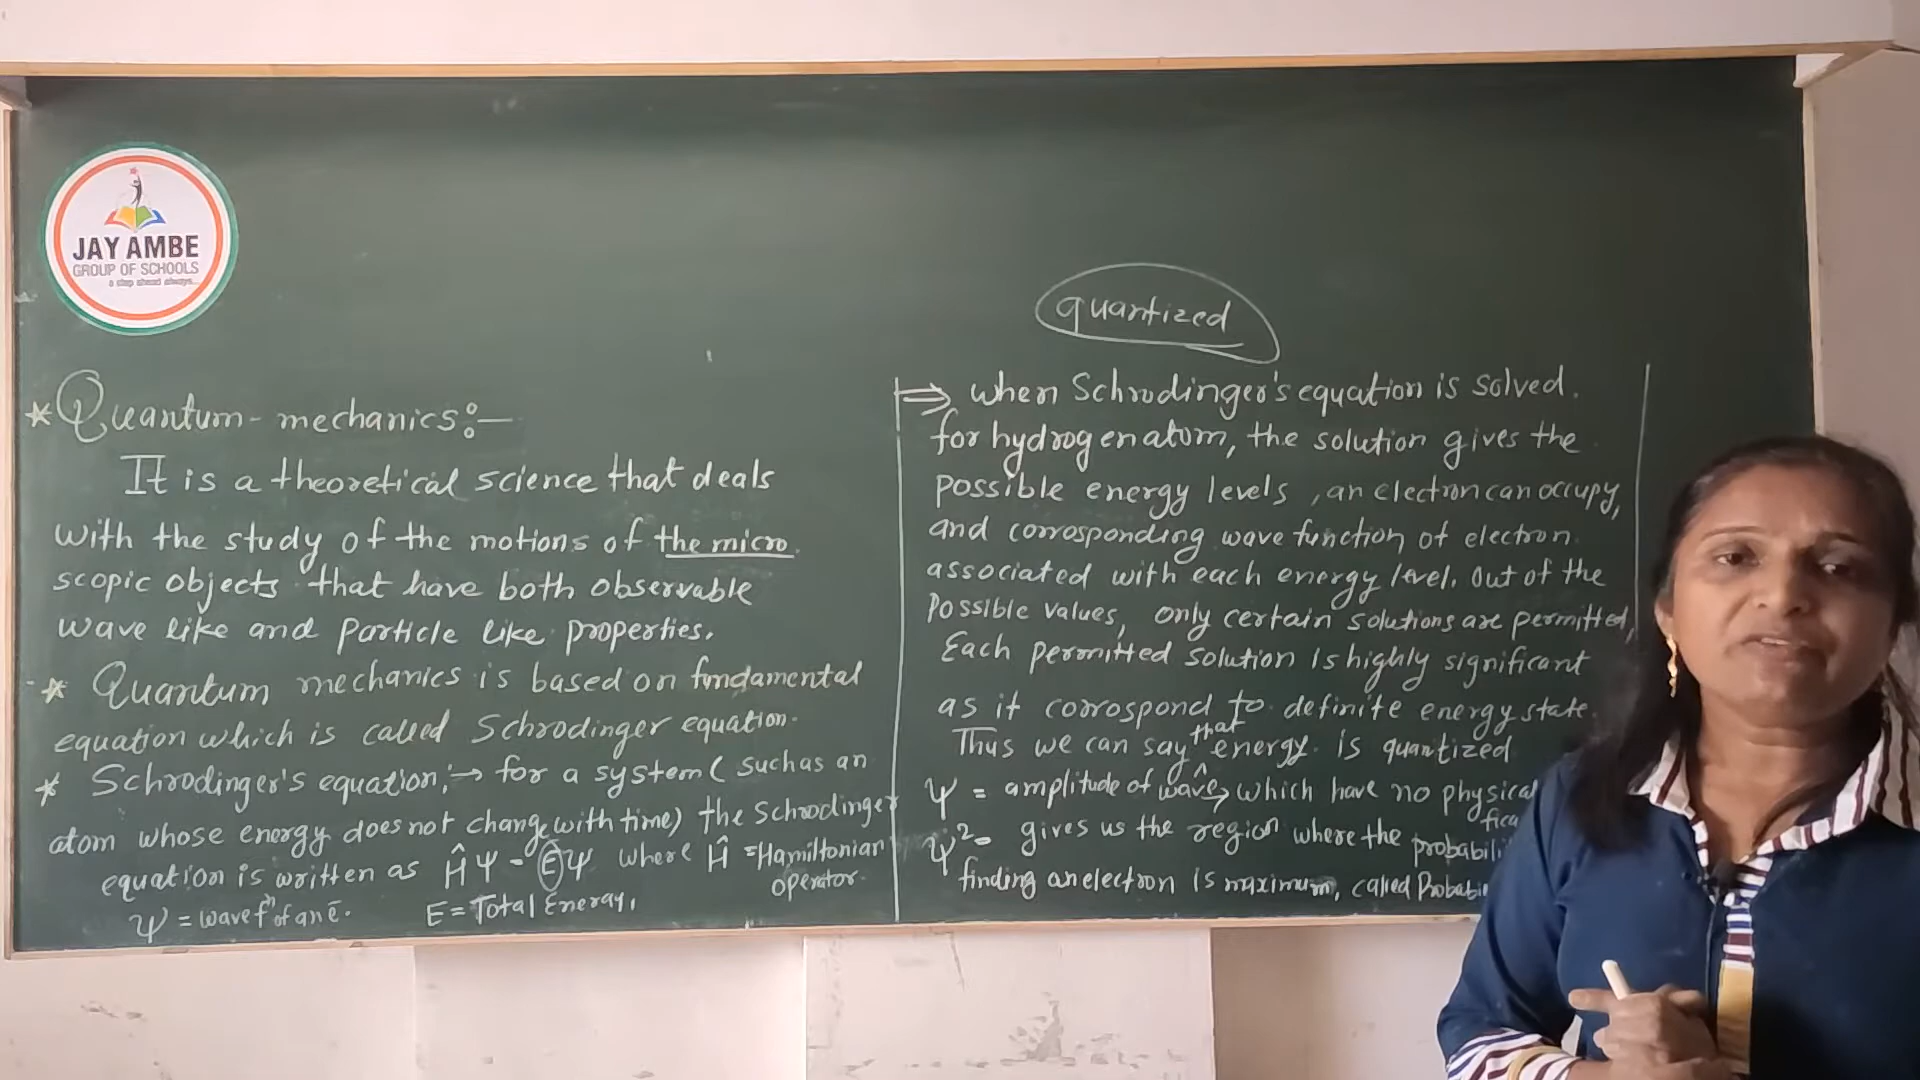 JAY AMBE
GROUP OF SCHOOLS
a step ahead always...
* Quantum-mechanics:-
It is a theoretical science that deals
with the study of the motions of the micro
scopic objects that have both observable
wave like and particle like properties.
* Quantum mechanics is based on fundamental
equation which is called Schrodinger equation.
* Schrodinger's equation:→ for a system (such as an
atom whose energy does not change with time) the Schrodinger
equation is written as ĤΨ = EΨ where Ĥ = Hamiltonian
operator.
Ψ = wave fⁿ of an ē. E = Total Energy.
quantized
⇒ when Schrodinger's equation is solved.
for hydrogen atom, the solution gives the
possible energy levels, an electron can occupy,
and corrosponding wave function of electron
associated with each energy level. Out of the
possible values, only certain solutions are permitted,
Each permitted solution is highly significant
as it corrospond to definite energy state.
Thus we can say that energy is quantized
Ψ = amplitude of wave, which have no physical
fica
Ψ² = gives us the region where the probabili
finding an electron is maximum, called Probabi